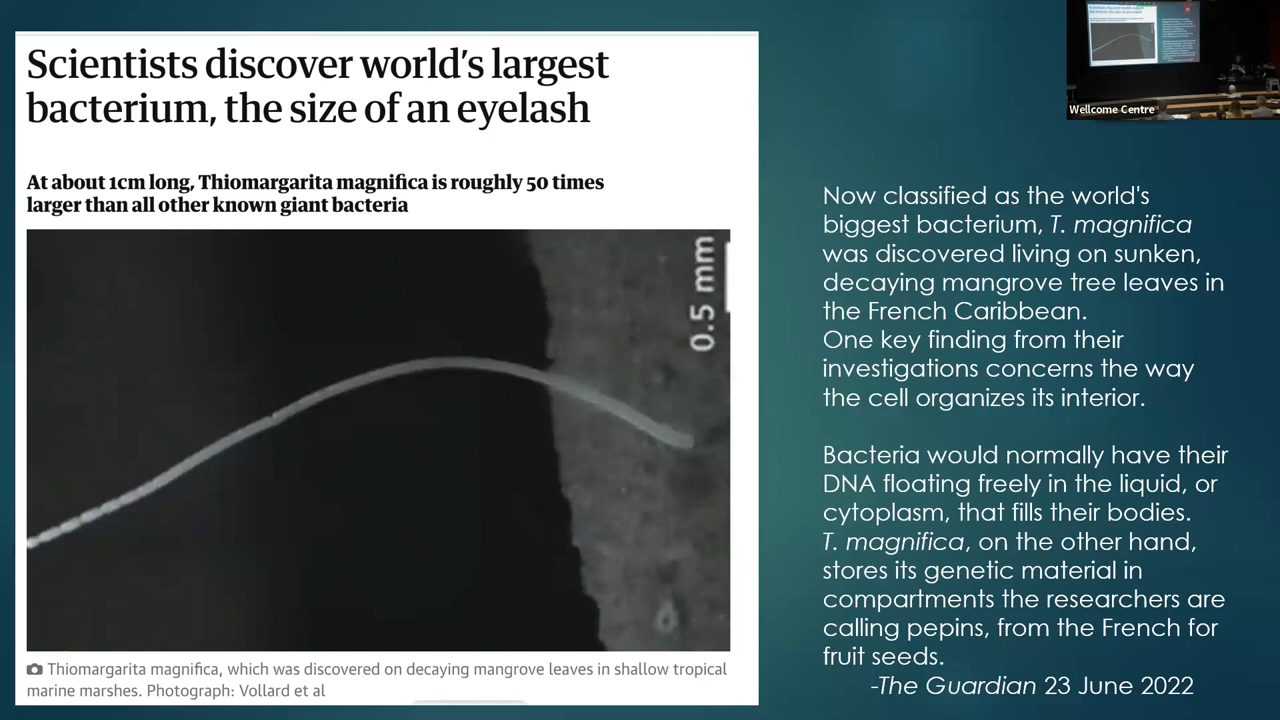 Scientists discover world's largest
bacterium, the size of an eyelash
At about 1cm long, Thiomargarita magnifica is roughly 50 times
larger than all other known giant bacteria
0.5 mm
Thiomargarita magnifica, which was discovered on decaying mangrove leaves in shallow tropical
marine marshes. Photograph: Vollard et al
Wellcome Centre
Now classified as the world's
biggest bacterium, T. magnifica
was discovered living on sunken,
decaying mangrove tree leaves in
the French Caribbean.
One key finding from their
investigations concerns the way
the cell organizes its interior.
Bacteria would normally have their
DNA floating freely in the liquid, or
cytoplasm, that fills their bodies.
T. magnifica, on the other hand,
stores its genetic material in
compartments the researchers are
calling pepins, from the French for
fruit seeds.
-The Guardian 23 June 2022